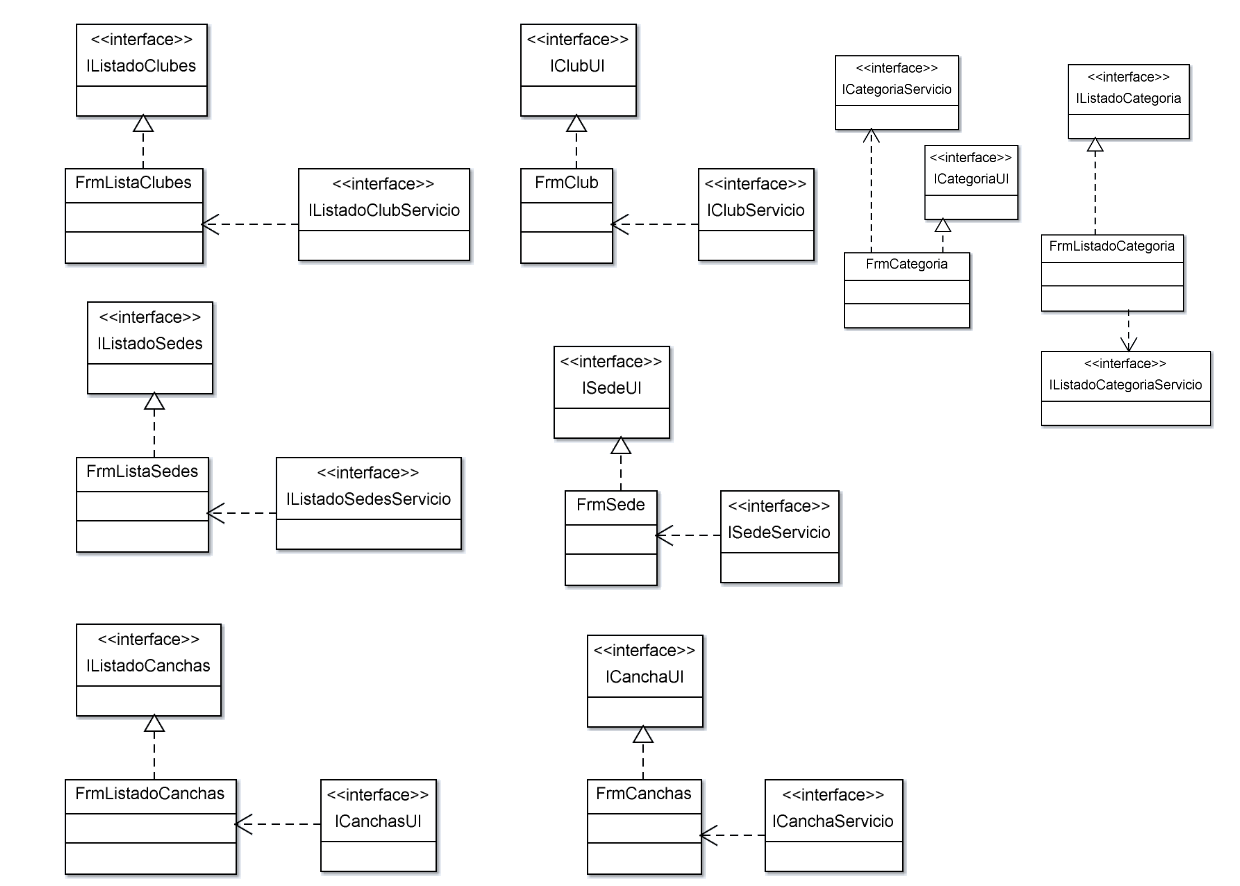 <<interface>>
IListadoClubes
<<interface>>
IClubUI
<<interface>>
ICategoriaServicio
<<interface>>
IListadoCategoria
<<interface>>
ICategoriaUI
FrmListaClubes
<<interface>>
IListadoClubServicio
FrmClub
<<interface>>
IClubServicio
FrmCategoria
FrmListadoCategoria
<<interface>>
IListadoSedes
<<interface>>
ISedeUI
<<interface>>
IListadoCategoriaServicio
FrmListaSedes
<<interface>>
IListadoSedesServicio
FrmSede
<<interface>>
ISedeServicio
<<interface>>
IListadoCanchas
<<interface>>
ICanchaUI
FrmListadoCanchas
<<interface>>
ICanchasUI
FrmCanchas
<<interface>>
ICanchaServicio